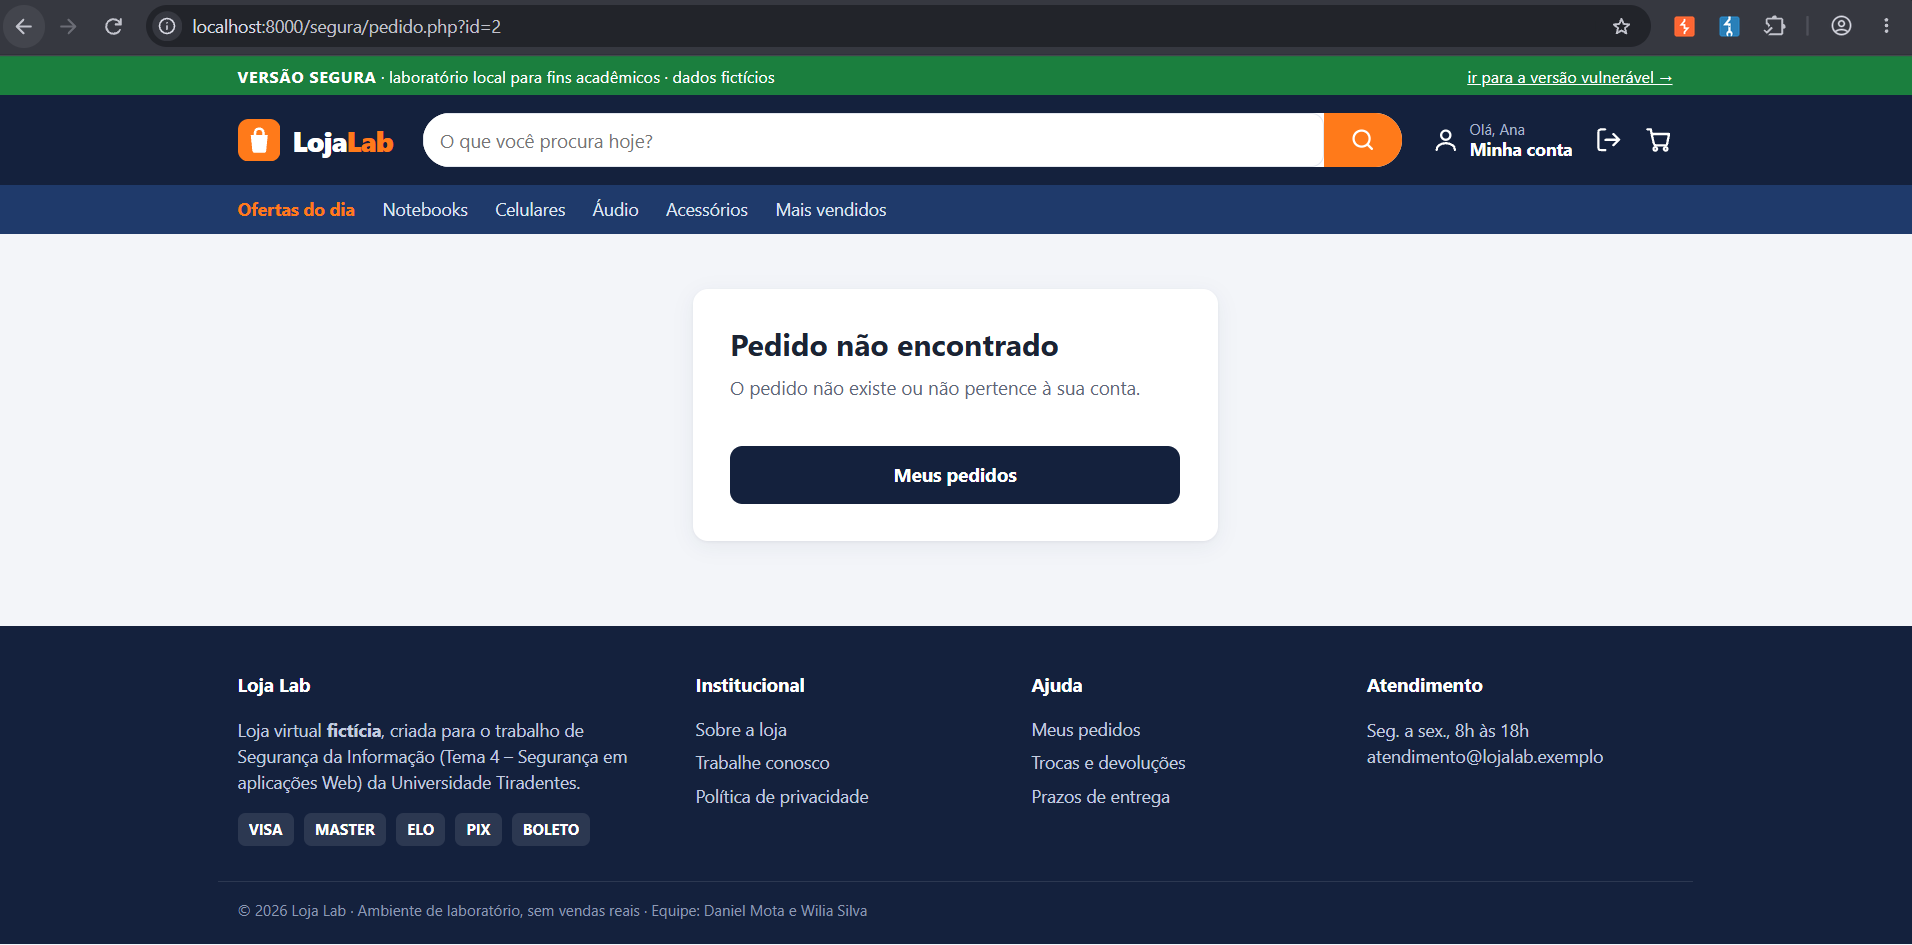 localhost:8000/segura/pedido.php?id=2
VERSÃO SEGURA · laboratório local para fins acadêmicos · dados fictícios
ir para a versão vulnerável →
LojaLab
O que você procura hoje?
Olá, Ana
Minha conta
Ofertas do dia
Notebooks
Celulares
Áudio
Acessórios
Mais vendidos
Pedido não encontrado
O pedido não existe ou não pertence à sua conta.
Meus pedidos
Loja Lab
Loja virtual fictícia, criada para o trabalho de
Segurança da Informação (Tema 4 – Segurança em
aplicações Web) da Universidade Tiradentes.
VISA
MASTER
ELO
PIX
BOLETO
Institucional
Sobre a loja
Trabalhe conosco
Política de privacidade
Ajuda
Meus pedidos
Trocas e devoluções
Prazos de entrega
Atendimento
Seg. a sex., 8h às 18h
atendimento@lojalab.exemplo
© 2026 Loja Lab · Ambiente de laboratório, sem vendas reais · Equipe: Daniel Mota e Wilia Silva